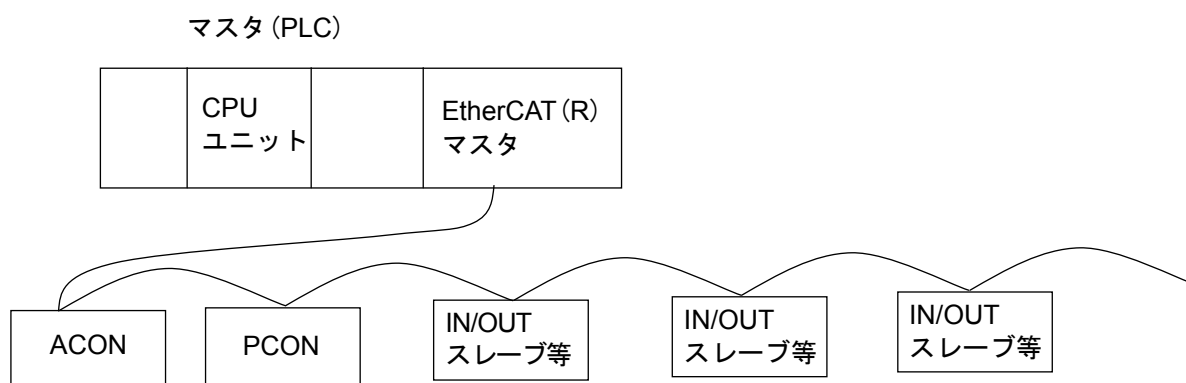 マスタ(PLC)
CPU
ユニット
EtherCAT(R)
マスタ
ACON
PCON
IN/OUT
スレーブ等
IN/OUT
スレーブ等
IN/OUT
スレーブ等